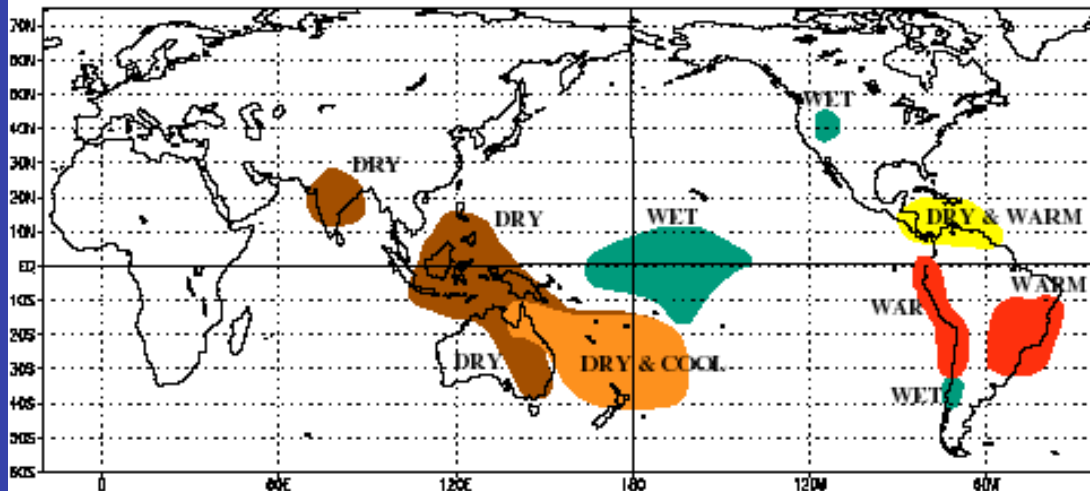 70N
60N
50N
WET
40N
30N
DRY
20N
DRY
WET
DRY & WARM
10N
EQ
WARM
10S
WAR
20S
DRY
DRY & COOL
30S
WET
40S
50S
60S
0
60E
120E
180
120W
60W